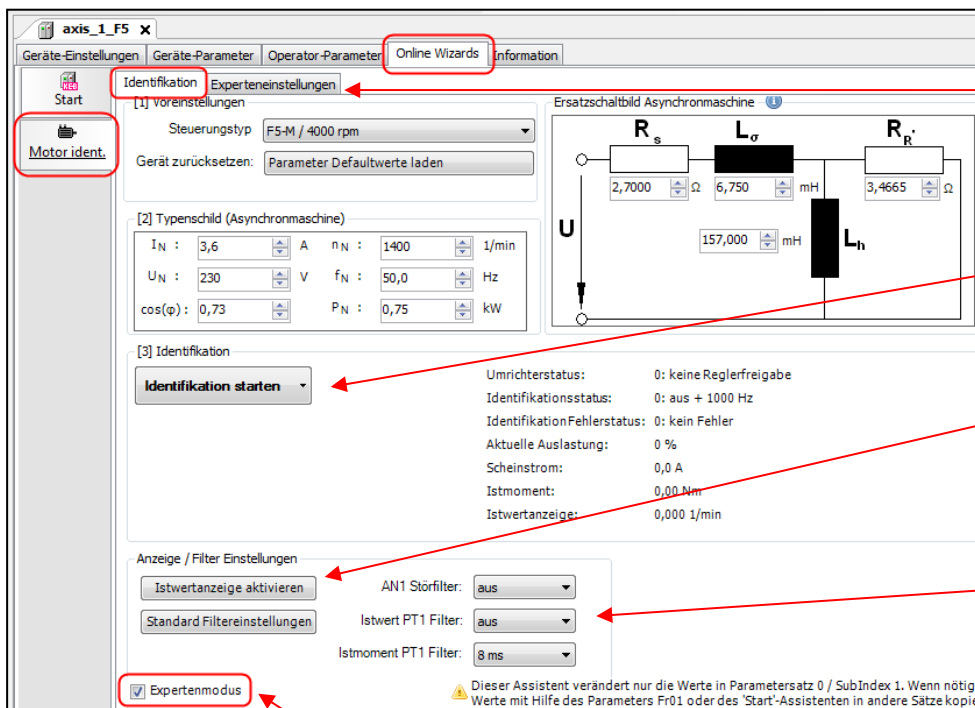 axis_1_F5 x
Geräte-Einstellungen Geräte-Parameter Operator-Parameter Online Wizards Information
KEB
Start
Motor ident.
Identifikation Experteneinstellungen
[1] Voreinstellungen
Steuerungstyp F5-M / 4000 rpm
Gerät zurücksetzen: Parameter Defaultwerte laden
Ersatzschaltbild Asynchronmaschine i
Rs Lσ RR'
2,7000 Ω 6,750 mH 3,4665 Ω
U 157,000 mH Lh
[2] Typenschild (Asynchronmaschine)
IN : 3,6 A nN : 1400 1/min
UN : 230 V fN : 50,0 Hz
cos(φ): 0,73 PN : 0,75 kW
[3] Identifikation
Identifikation starten
Umrichterstatus: 0: keine Reglerfreigabe
Identifikationsstatus: 0: aus + 1000 Hz
Identifikation Fehlerstatus: 0: kein Fehler
Aktuelle Auslastung: 0 %
Scheinstrom: 0,0 A
Istmoment: 0,00 Nm
Istwertanzeige: 0,000 1/min
Anzeige / Filter Einstellungen
Istwertanzeige aktivieren AN1 Störfilter: aus
Standard Filtereinstellungen Istwert PT1 Filter: aus
Istmoment PT1 Filter: 8 ms
Expertenmodus
Dieser Assistent verändert nur die Werte in Parametersatz 0 / SubIndex 1. Wenn nötig
Werte mit Hilfe des Parameters Fr01 oder des 'Start'-Assistenten in andere Sätze kopie